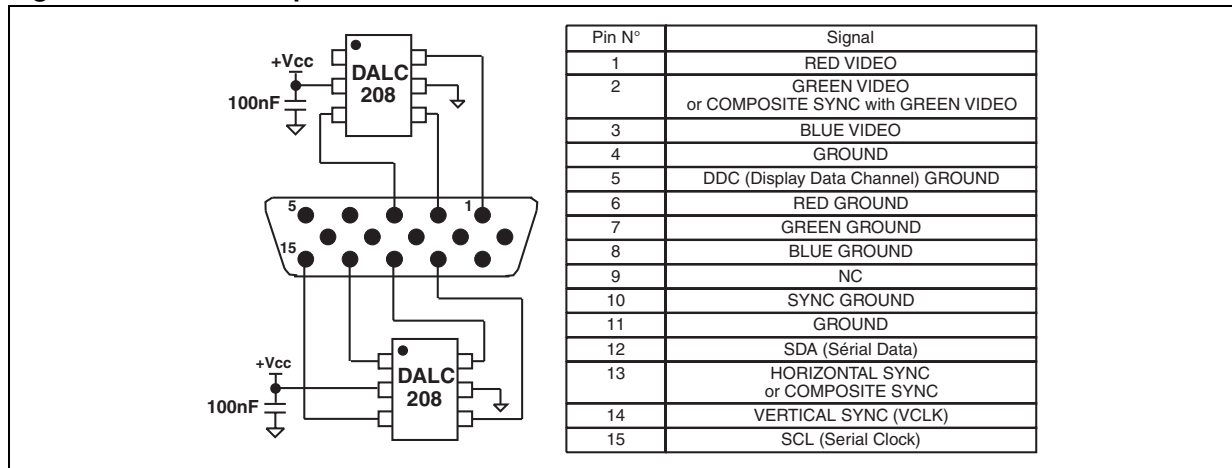 +Vcc
100nF
DALC
208
5
1
15
+Vcc
100nF
DALC
208
Pin N° Signal
1 RED VIDEO
2 GREEN VIDEO
or COMPOSITE SYNC with GREEN VIDEO
3 BLUE VIDEO
4 GROUND
5 DDC (Display Data Channel) GROUND
6 RED GROUND
7 GREEN GROUND
8 BLUE GROUND
9 NC
10 SYNC GROUND
11 GROUND
12 SDA (Sérial Data)
13 HORIZONTAL SYNC
or COMPOSITE SYNC
14 VERTICAL SYNC (VCLK)
15 SCL (Serial Clock)